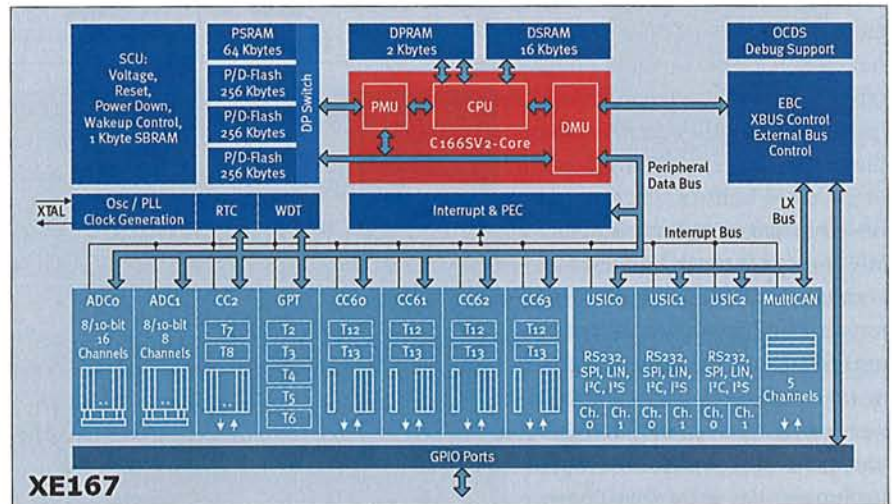 SCU:
Voltage,
Reset,
Power Down,
Wakeup Control,
1 Kbyte SBRAM
PSRAM
64 Kbytes
P/D-Flash
256 Kbytes
P/D-Flash
256 Kbytes
P/D-Flash
256 Kbytes
DP Switch
DPRAM
2 Kbytes
DSRAM
16 Kbytes
PMU
CPU
DMU
C166SV2-Core
OCDS
Debug Support
EBC
XBUS Control
External Bus
Control
Peripheral
Data Bus
XTAL
Osc / PLL
Clock Generation
RTC
WDT
Interrupt & PEC
LX
Bus
Interrupt Bus
ADC0
8/10-bit
16
Channels
ADC1
8/10-bit
8
Channels
CC2
T7
T8
GPT
T2
T3
T4
T5
T6
CC60
T12
T13
CC61
T12
T13
CC62
T12
T13
CC63
T12
T13
USIC0
RS232,
SPI, LIN,
I²C, I²S
Ch.
0
Ch.
1
USIC1
RS232,
SPI, LIN,
I²C, I²S
Ch.
0
Ch.
1
USIC2
RS232,
SPI, LIN,
I²C, I²S
Ch.
0
Ch.
1
MultiCAN
5
Channels
GPIO Ports
XE167